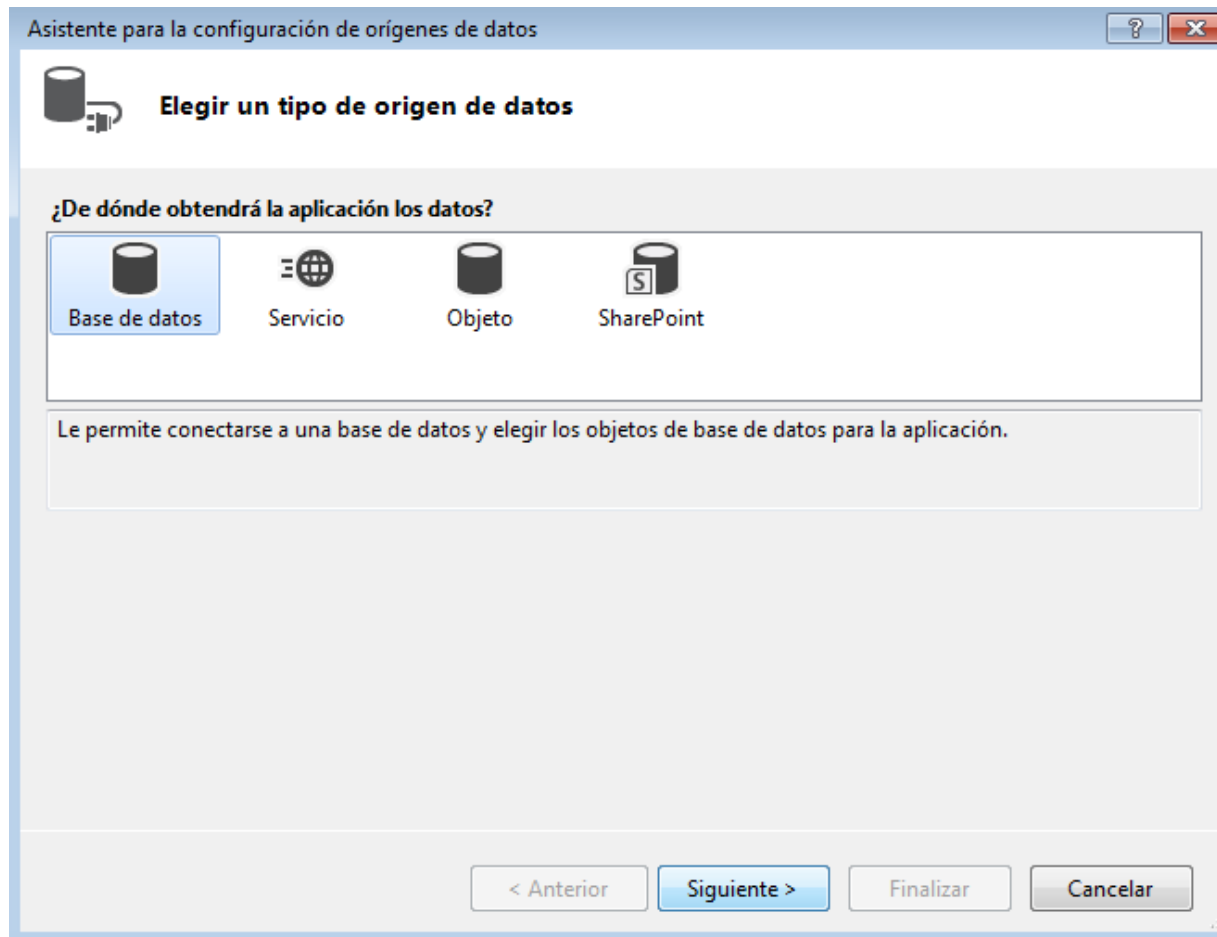 Asistente para la configuración de orígenes de datos
?
Elegir un tipo de origen de datos
¿De dónde obtendrá la aplicación los datos?
Base de datos Servicio Objeto SharePoint
S
Le permite conectarse a una base de datos y elegir los objetos de base de datos para la aplicación.
< Anterior Siguiente > Finalizar Cancelar